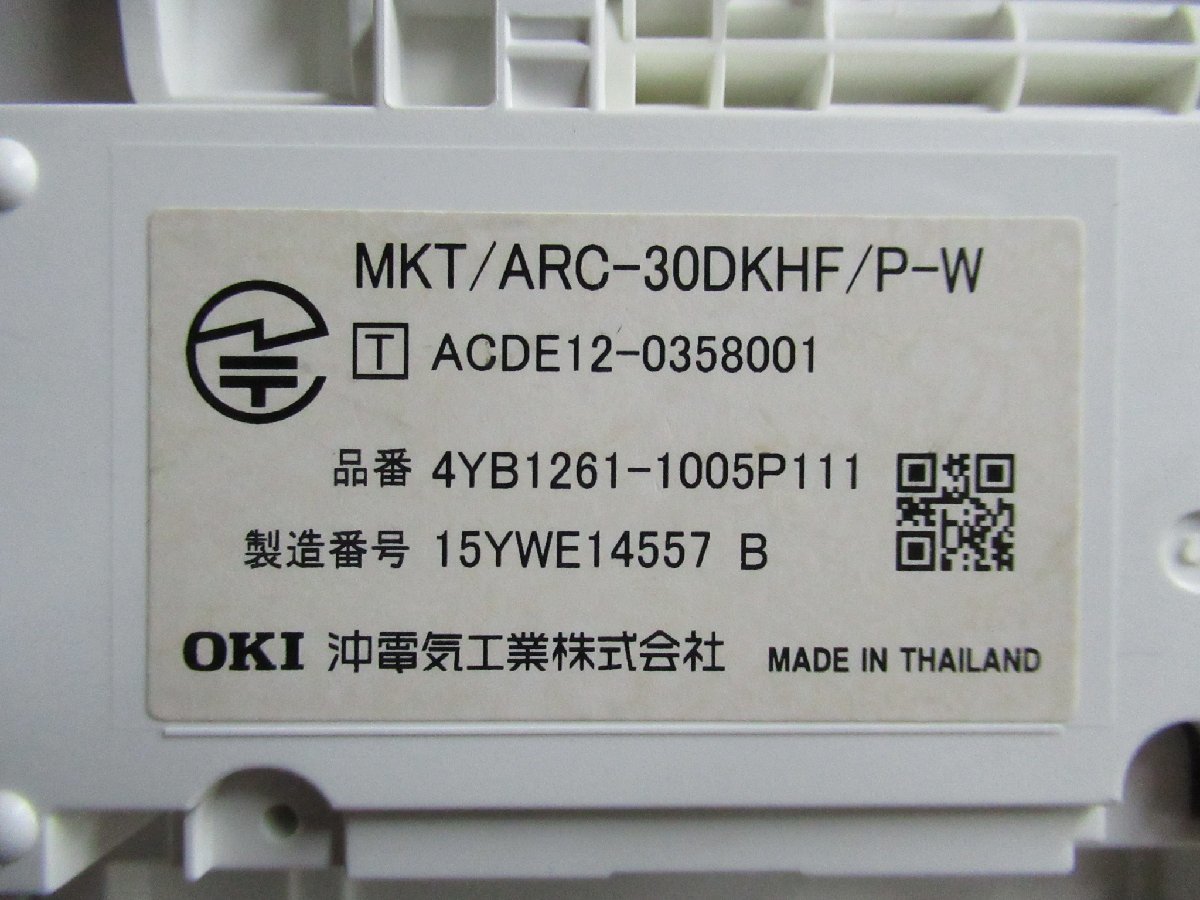 MKT/ARC-30DKHF/P-W
T ACDE12-0358001
品番 4YB1261-1005P111
製造番号 15YWE14557 B
OKI 沖電気工業株式会社 MADE IN THAILAND